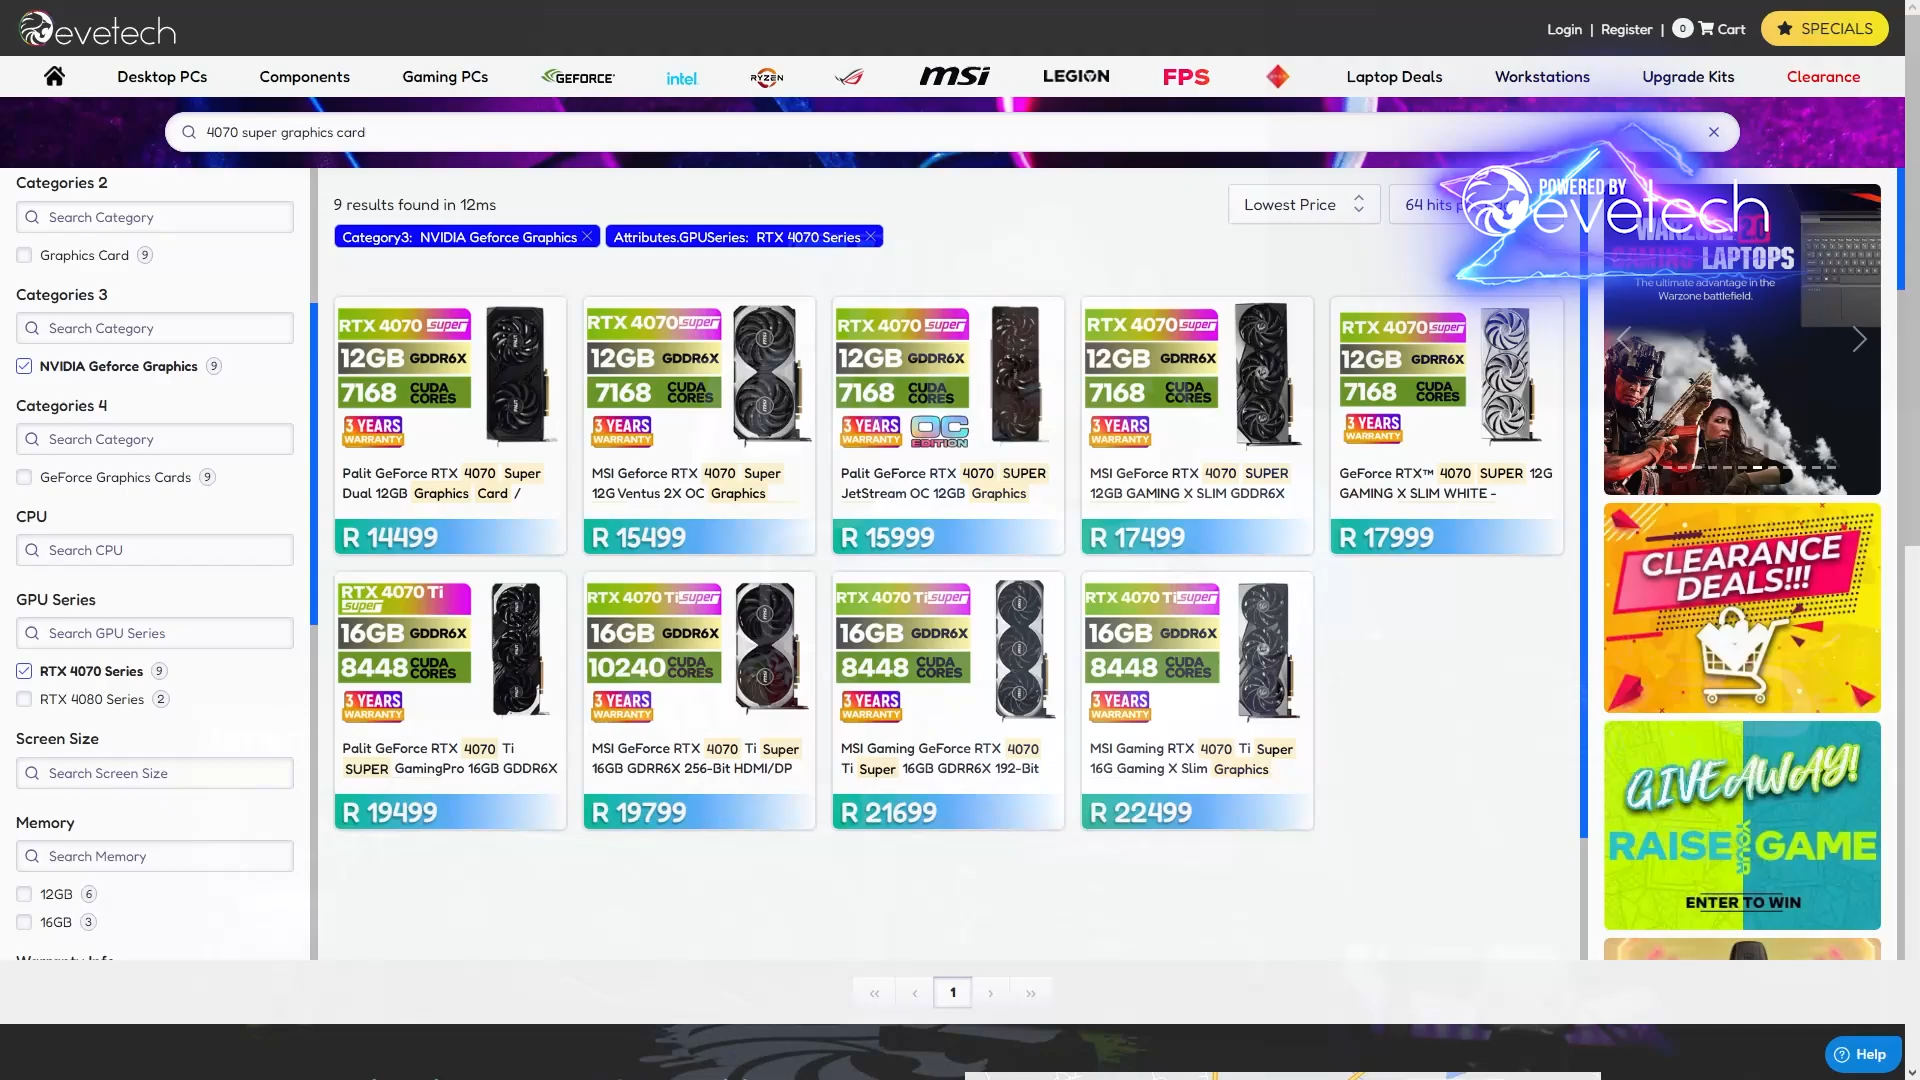 evetech
Login | Register | 0 Cart
SPECIALS
Desktop PCs
Components
Gaming PCs
GEFORCE
intel
RYZEN
msi
LEGION
FPS
Laptop Deals
Workstations
Upgrade Kits
Clearance
4070 super graphics card
POWERED BY
evetech
Categories 2
Search Category
Graphics Card 9
Categories 3
Search Category
NVIDIA Geforce Graphics 9
Categories 4
Search Category
GeForce Graphics Cards 9
CPU
Search CPU
GPU Series
Search GPU Series
RTX 4070 Series 9
RTX 4080 Series 2
Screen Size
Search Screen Size
Memory
Search Memory
12GB 6
16GB 3
9 results found in 12ms
Lowest Price
64 hits
Category3: NVIDIA Geforce Graphics
Attributes.GPUSeries: RTX 4070 Series
RTX 4070 super
12GB GDDR6X
7168 CUDA CORES
3 YEARS WARRANTY
Palit GeForce RTX 4070 Super
Dual 12GB Graphics Card /
R 14499
RTX 4070 super
12GB GDDR6X
7168 CUDA CORES
3 YEARS WARRANTY
MSI Geforce RTX 4070 Super
12G Ventus 2X OC Graphics
R 15499
RTX 4070 super
12GB GDDR6X
7168 CUDA CORES
3 YEARS WARRANTY
OC EDITION
Palit GeForce RTX 4070 SUPER
JetStream OC 12GB Graphics
R 15999
RTX 4070 super
12GB GDRR6X
7168 CUDA CORES
3 YEARS WARRANTY
MSI GeForce RTX 4070 SUPER
12GB GAMING X SLIM GDDR6X
R 17499
RTX 4070 super
12GB GDRR6X
7168 CUDA CORES
3 YEARS WARRANTY
GeForce RTX™ 4070 SUPER 12G
GAMING X SLIM WHITE -
R 17999
RTX 4070 Ti
super
16GB GDDR6X
8448 CUDA CORES
3 YEARS WARRANTY
Palit GeForce RTX 4070 Ti
SUPER GamingPro 16GB GDDR6X
R 19499
RTX 4070 Ti super
16GB GDDR6X
10240 CUDA CORES
3 YEARS WARRANTY
MSI GeForce RTX 4070 Ti Super
16GB GDRR6X 256-Bit HDMI/DP
R 19799
RTX 4070 Ti super
16GB GDDR6X
8448 CUDA CORES
3 YEARS WARRANTY
MSI Gaming GeForce RTX 4070
Ti Super 16GB GDRR6X 192-Bit
R 21699
RTX 4070 Ti super
16GB GDDR6X
8448 CUDA CORES
3 YEARS WARRANTY
MSI Gaming RTX 4070 Ti Super
16G Gaming X Slim Graphics
R 22499
WARZONE 2.0
GAMING LAPTOPS
The ultimate advantage in the
Warzone battlefield.
CLEARANCE
DEALS!!!
GIVEAWAY!
RAISE YOUR GAME
ENTER TO WIN
« ‹ 1 › »
Help